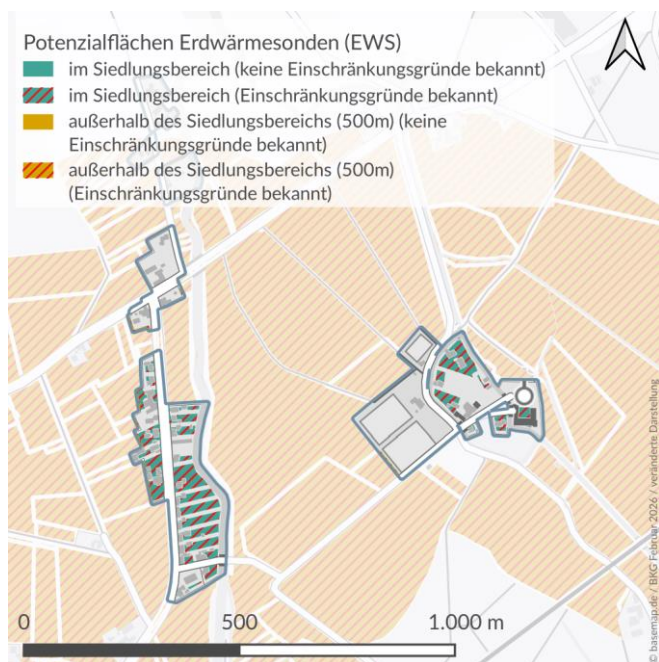 Potenzialflächen Erdwärmesonden (EWS)
im Siedlungsbereich (keine Einschränkungsgründe bekannt)
im Siedlungsbereich (Einschränkungsgründe bekannt)
außerhalb des Siedlungsbereichs (500m) (keine
Einschränkungsgründe bekannt)
außerhalb des Siedlungsbereichs (500m)
(Einschränkungsgründe bekannt)
0 500 1.000 m
© basemap.de / BKG Februar 2026 / veränderte Darstellung